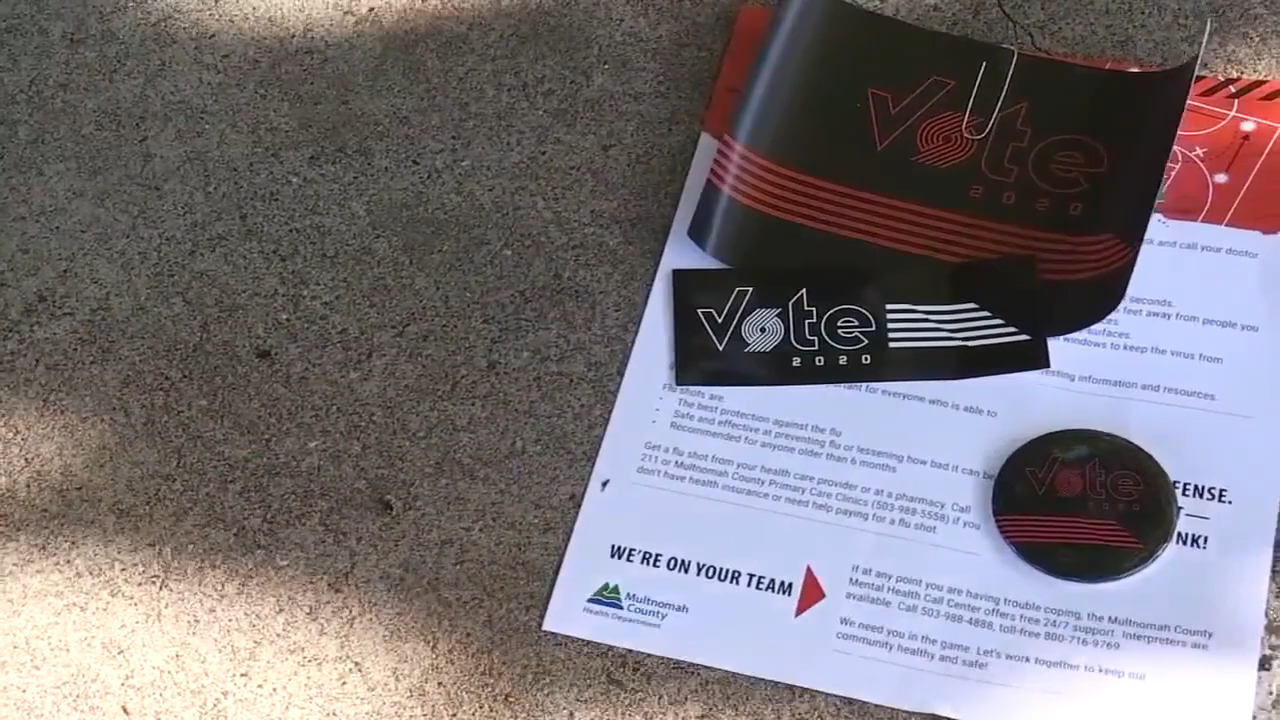 Vote
2020
sk and call your doctor
seconds.
feet away from people you
surfaces.
windows to keep the virus from
esting information and resources.
Vote
2020
for everyone who is able to
Flu shots are:
· The best protection against the flu
· Safe and effective at preventing flu or lessening how bad it can be
· Recommended for anyone older than 6 months
Get a flu shot from your health care provider or at a pharmacy. Call
211 or Multnomah County Primary Care Clinics (503-988-5558) if you
don't have health insurance or need help paying for a flu shot.
Vote
2020
FENSE.
T—
NK!
WE'RE ON YOUR TEAM
Multnomah
County
Health Department
If at any point you are having trouble coping, the Multnomah County
Mental Health Call Center offers free 24/7 support. Interpreters are
available. Call 503-988-4888, toll-free 800-716-9769.
We need you in the game. Let's work together to keep our
community healthy and safe!